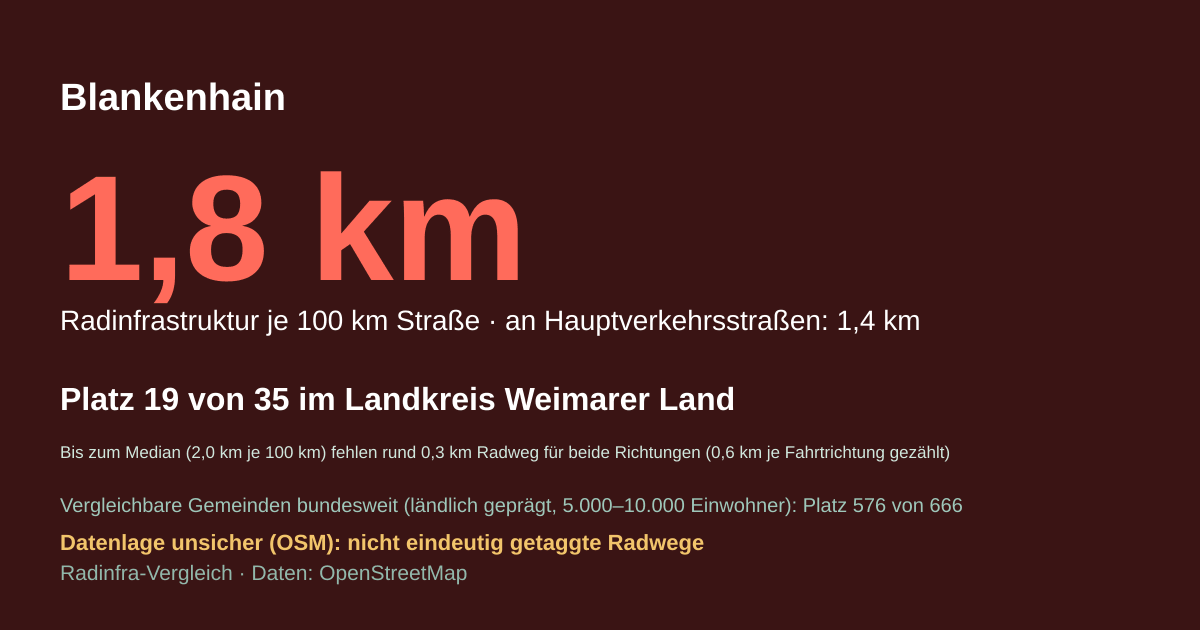 Blankenhain
1,8 km
Radinfrastruktur je 100 km Straße · an Hauptverkehrsstraßen: 1,4 km
Platz 19 von 35 im Landkreis Weimarer Land
Bis zum Median (2,0 km je 100 km) fehlen rund 0,3 km Radweg für beide Richtungen (0,6 km je Fahrtrichtung gezählt)
Vergleichbare Gemeinden bundesweit (ländlich geprägt, 5.000–10.000 Einwohner): Platz 576 von 666
Datenlage unsicher (OSM): nicht eindeutig getaggte Radwege
Radinfra-Vergleich · Daten: OpenStreetMap